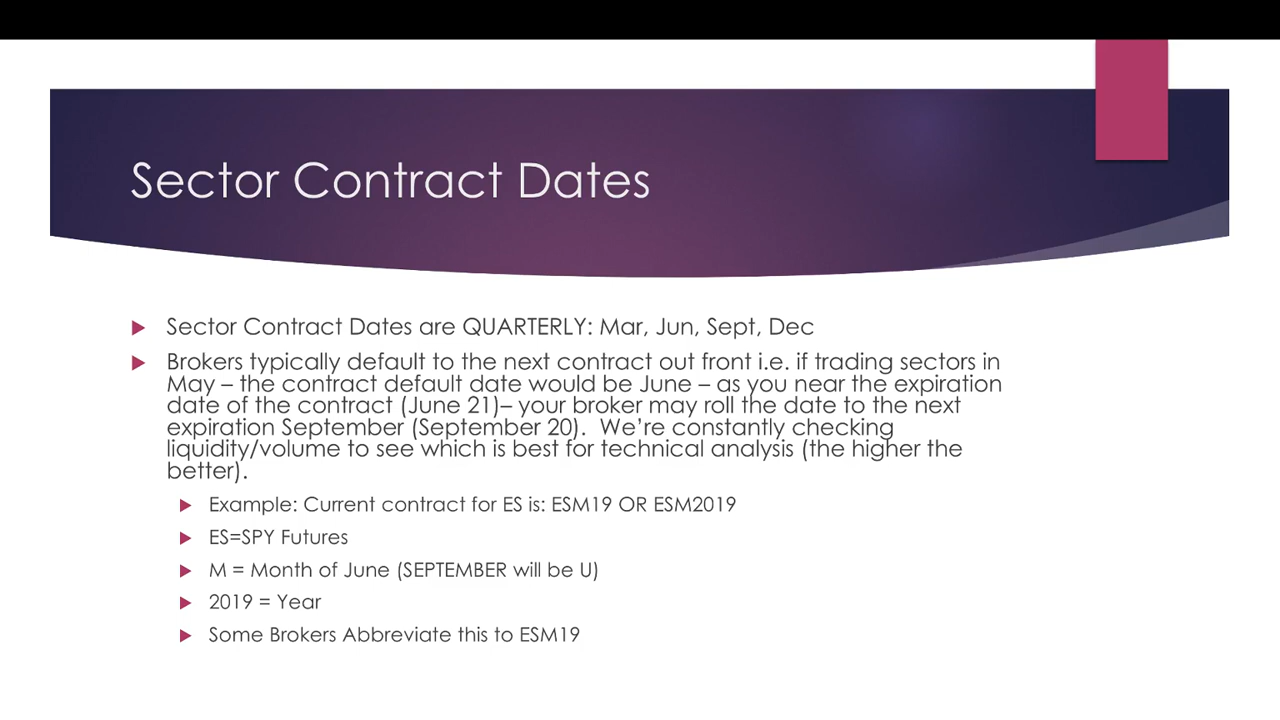 Sector Contract Dates
Sector Contract Dates are QUARTERLY: Mar, Jun, Sept, Dec
Brokers typically default to the next contract out front i.e. if trading sectors in
May – the contract default date would be June – as you near the expiration
date of the contract (June 21)– your broker may roll the date to the next
expiration September (September 20).  We’re constantly checking
liquidity/volume to see which is best for technical analysis (the higher the
better).
Example: Current contract for ES is: ESM19 OR ESM2019
ES=SPY Futures
M = Month of June (SEPTEMBER will be U)
2019 = Year
Some Brokers Abbreviate this to ESM19